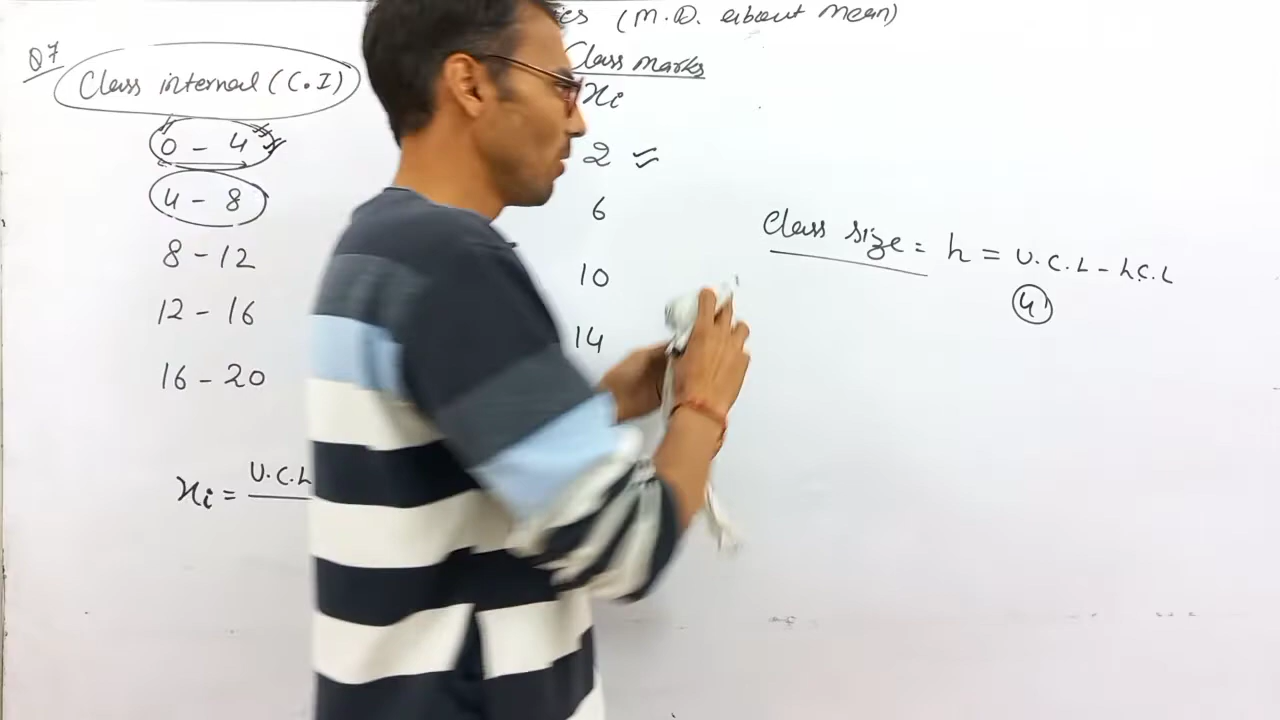 (M.D. about Mean)
Q7
Class interval (C.I)
Class marks
xi
0 - 4
2
4 - 8
6
8 - 12
10
12 - 16
14
16 - 20
Class size = h = U.C.L - L.C.L
4
xi = U.C.L